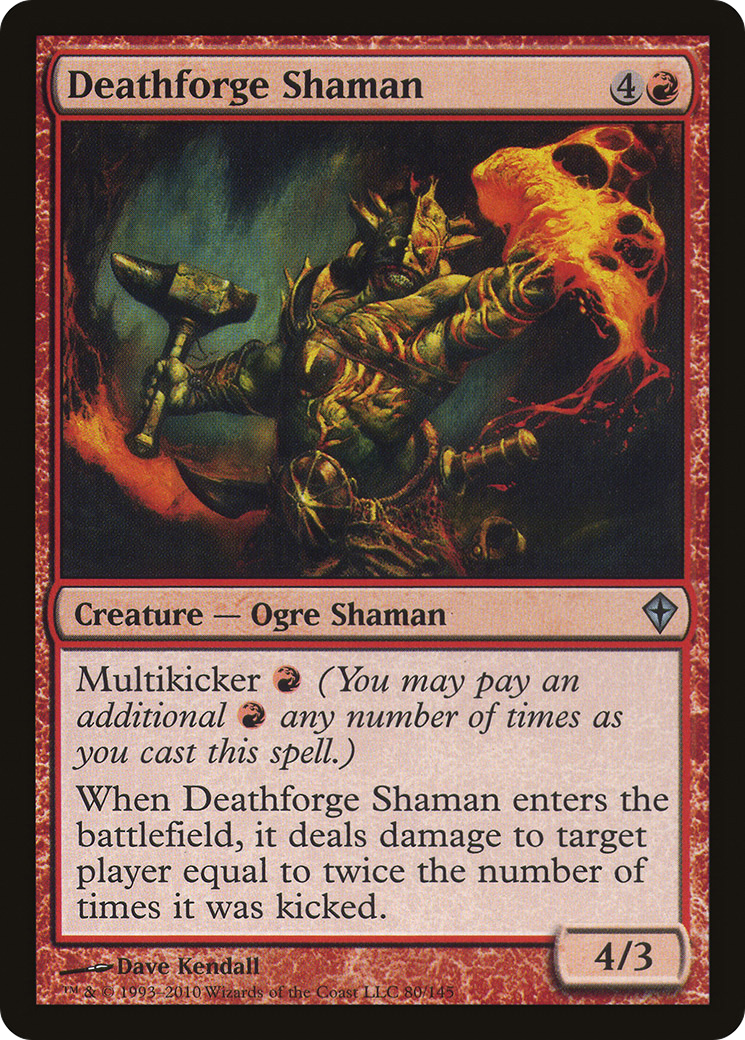 Deathforge Shaman 4
Creature — Ogre Shaman
Multikicker (You may pay an
additional any number of times as
you cast this spell.)
When Deathforge Shaman enters the
battlefield, it deals damage to target
player equal to twice the number of
times it was kicked.
4/3
Dave Kendall
™ & © 1993–2010 Wizards of the Coast LLC 80/145